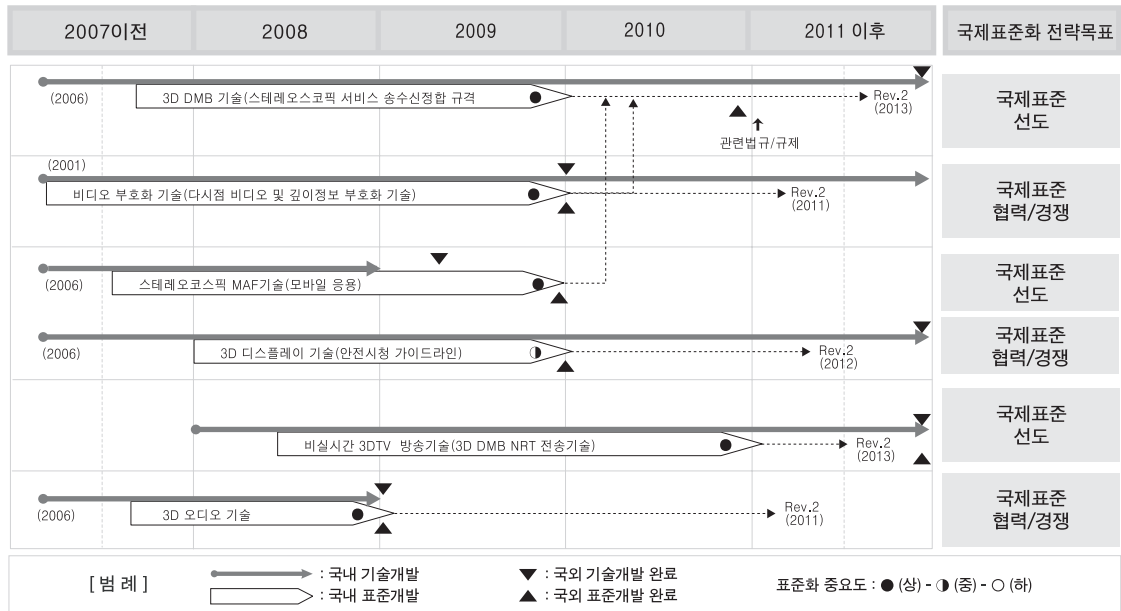 2007이전 2008 2009 2010 2011 이후 국제표준화 전략목표
(2006)
3D DMB 기술(스테레오스코픽 서비스 송수신정합 규격
Rev.2
(2013)
관련법규/규제
국제표준
선도
(2001)
비디오 부호화 기술(다시점 비디오 및 깊이정보 부호화 기술)
Rev.2
(2011)
국제표준
협력/경쟁
(2006)
스테레오코스픽 MAF기술(모바일 응용)
국제표준
선도
(2006)
3D 디스플레이 기술(안전시청 가이드라인)
Rev.2
(2012)
국제표준
협력/경쟁
비실시간 3DTV 방송기술(3D DMB NRT 전송기술)
Rev.2
(2013)
국제표준
선도
(2006)
3D 오디오 기술
Rev.2
(2011)
국제표준
협력/경쟁
[ 범 례 ]
: 국내 기술개발
: 국내 표준개발
▼ : 국외 기술개발 완료
▲ : 국외 표준개발 완료
표준화 중요도 : ● (상) - ◑ (중) - ○ (하)